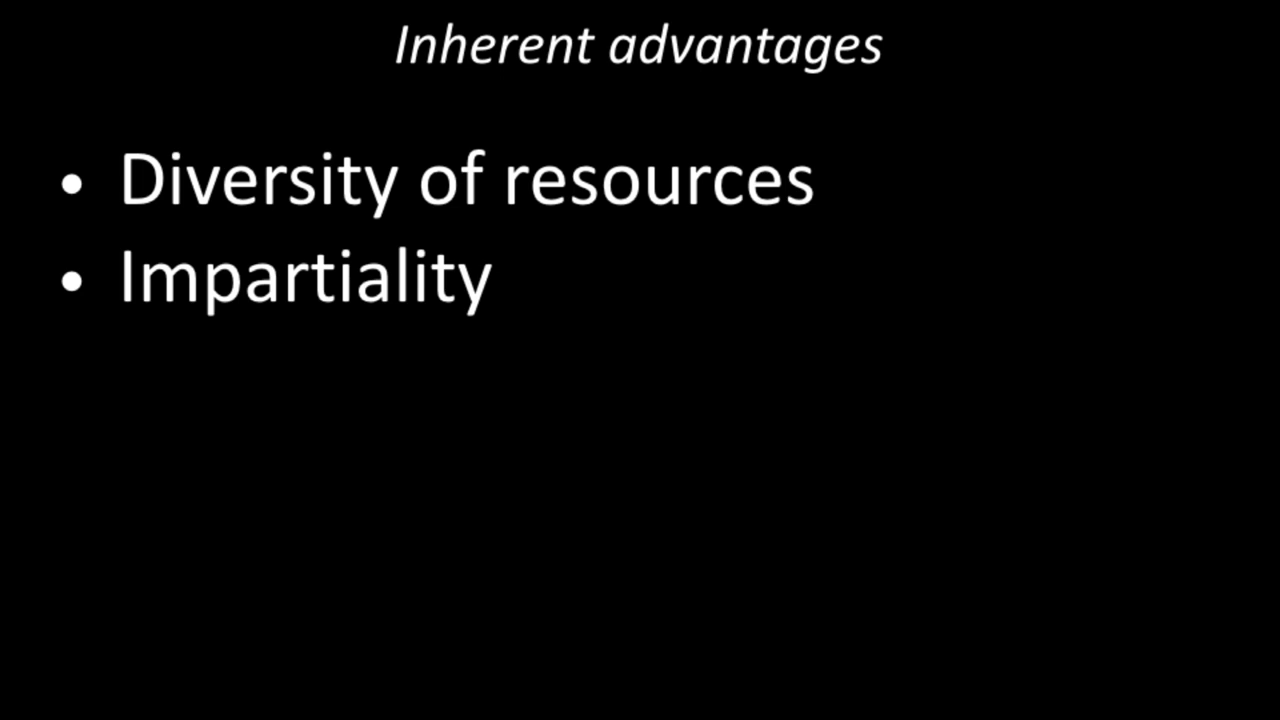 Inherent advantages
• Diversity of resources
• Impartiality